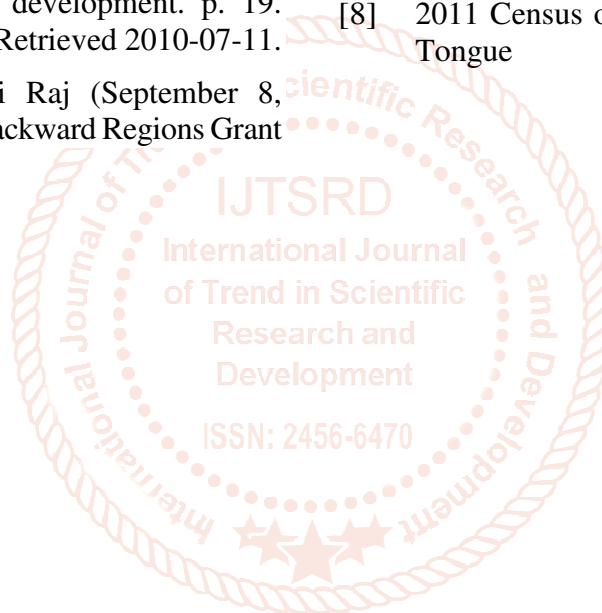 development. p. 19.
Retrieved 2010-07-11.
i Raj (September 8,
ackward Regions Grant
[8] 2011 Census o
Tongue
International Journal of Trend in Scientific Research and Development
IJTSRD
International Journal
of Trend in Scientific
Research and
Development
ISSN: 2456-6470